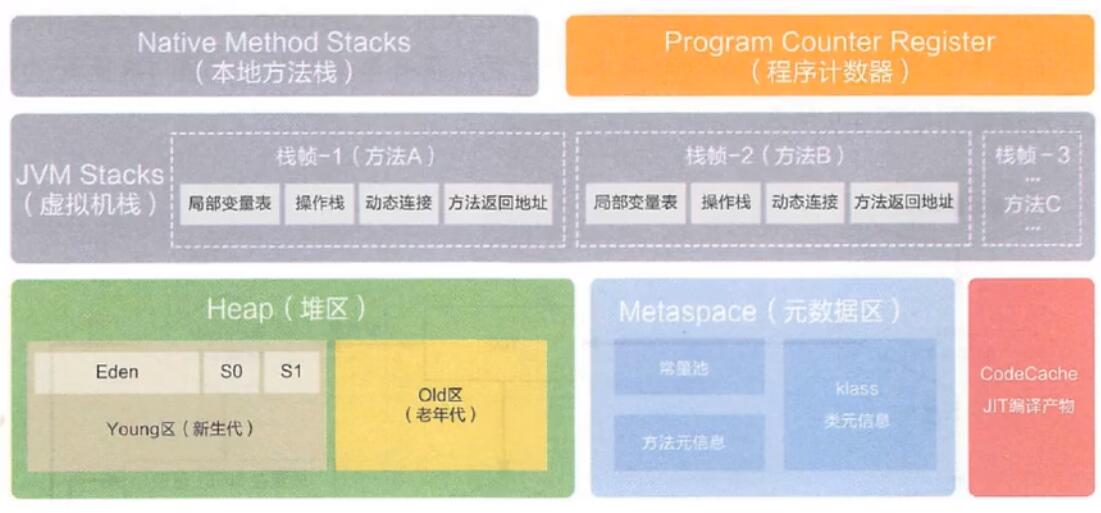 Native Method Stacks
（本地方法栈）
Program Counter Register
（程序计数器）
JVM Stacks
（虚拟机栈）
栈帧-1（方法A）
局部变量表
操作栈
动态连接
方法返回地址
栈帧-2（方法B）
局部变量表
操作栈
动态连接
方法返回地址
栈帧-3
...
方法C
...
Heap（堆区）
Eden
S0
S1
Young区（新生代）
Old区
（老年代）
Metaspace（元数据区）
常量池
方法元信息
klass
类元信息
CodeCache
JIT编译产物